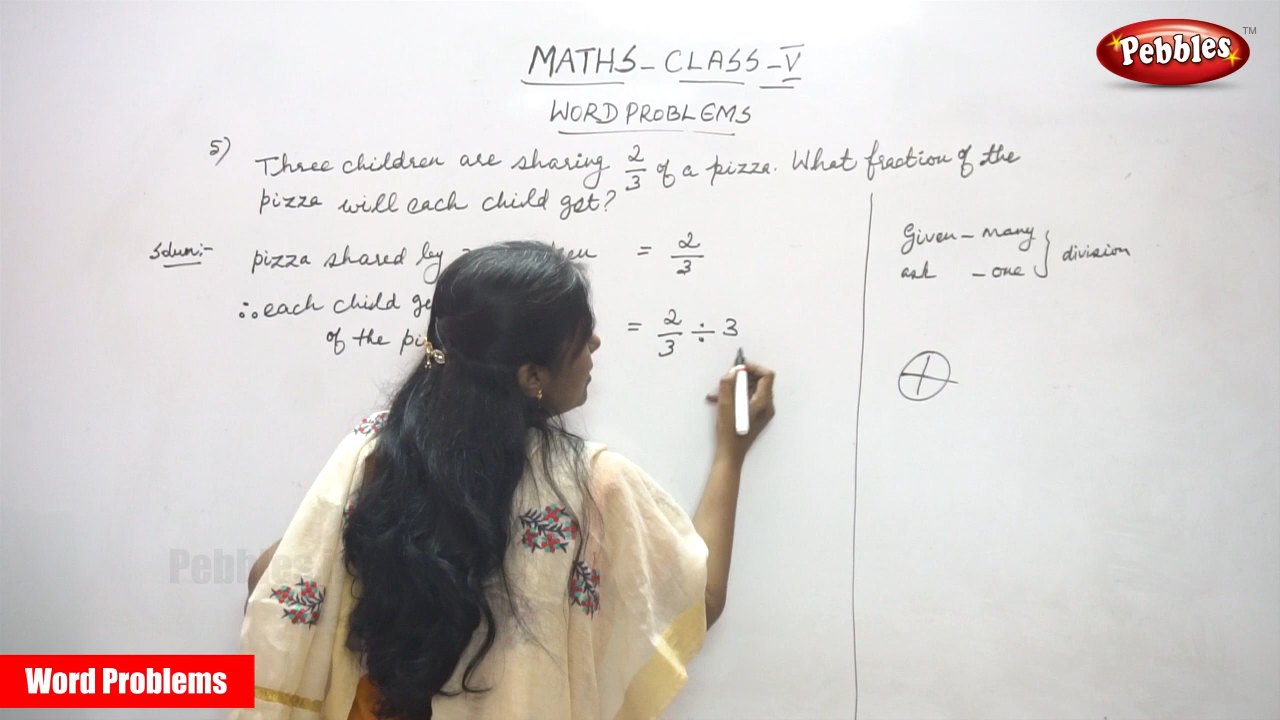 Pebbles TM
MATHS - CLASS - V
WORD PROBLEMS
5) Three children are sharing 2/3 of a pizza. What fraction of the
pizza will each child get?
Soln:- pizza shared by = 2/3
∴ each child
of the = 2/3 ÷ 3
Given - many
ask - one } division
Pebbles
Word Problems